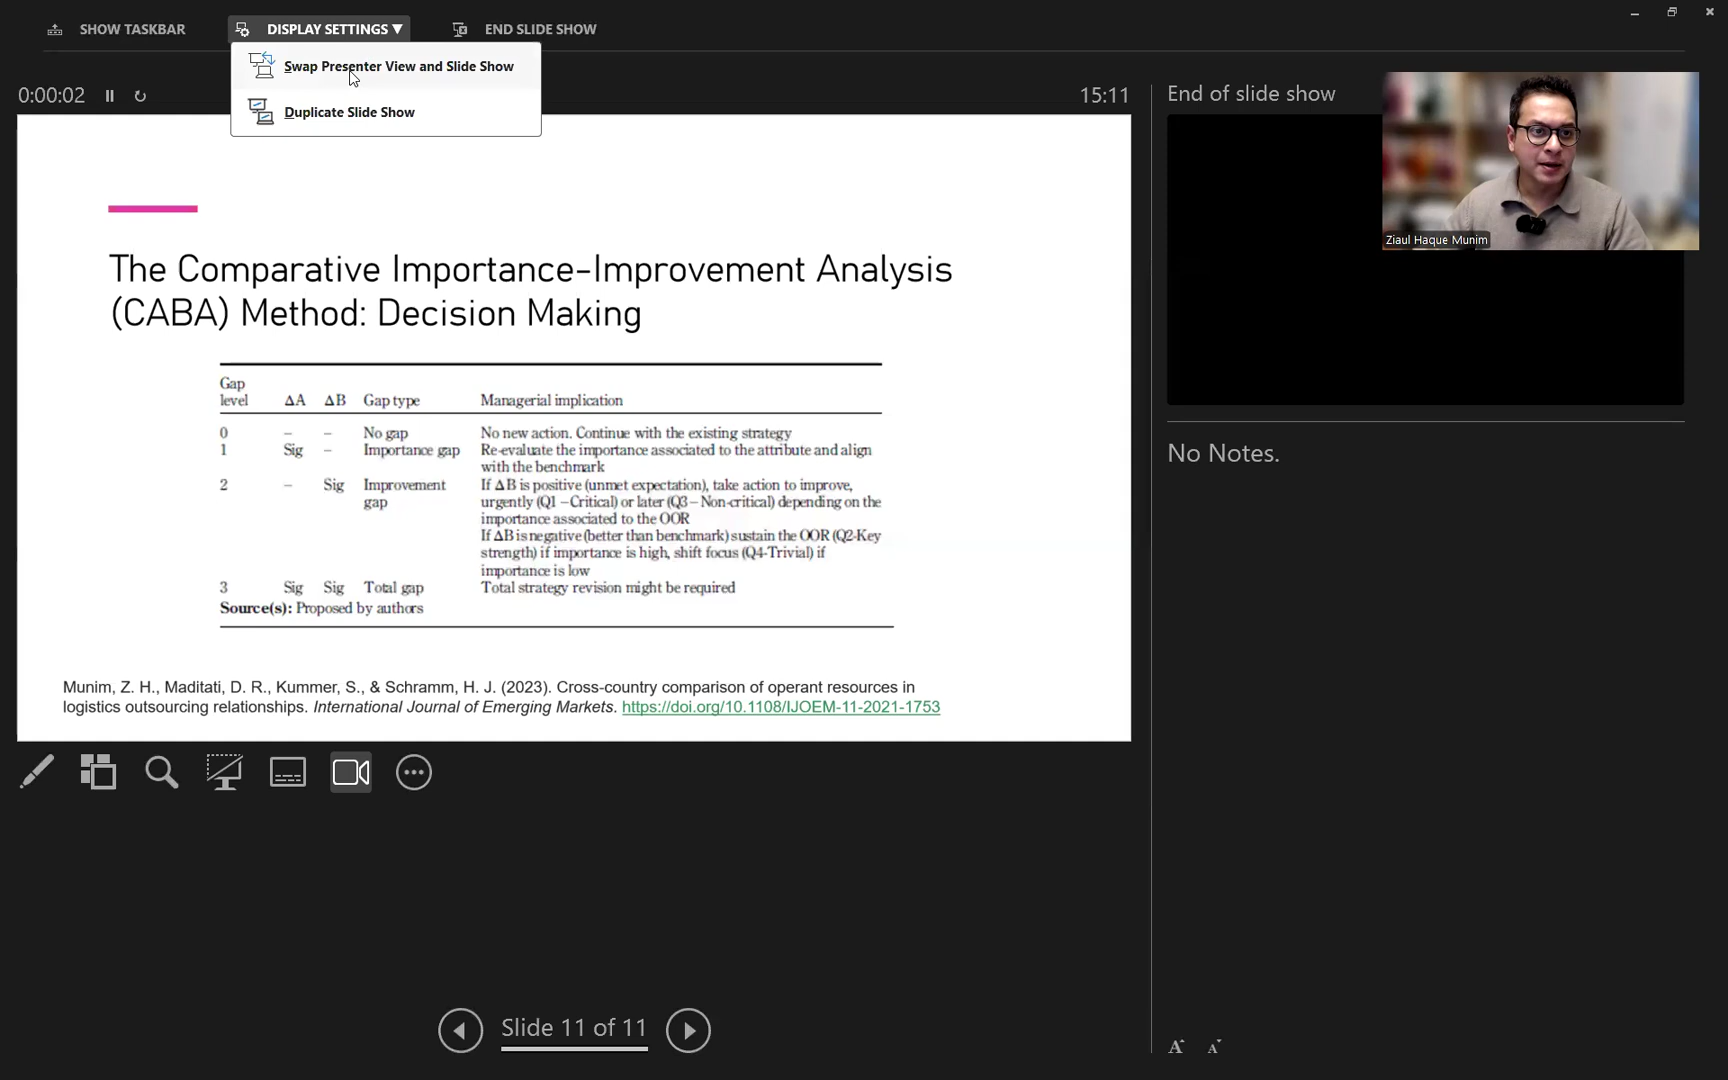 SHOW TASKBAR
DISPLAY SETTINGS ▼
END SLIDE SHOW
Swap Presenter View and Slide Show
Duplicate Slide Show
0:00:02
15:11
End of slide show
Ziaul Haque Munim
The Comparative Importance-Improvement Analysis
(CABA) Method: Decision Making
Gap
level ΔA ΔB Gap type Managerial implication
0 – – No gap No new action. Continue with the existing strategy
1 Sig – Importance gap Re-evaluate the importance associated to the attribute and align
with the benchmark
2 – Sig Improvement If ΔB is positive (unmet expectation), take action to improve,
gap urgently (Q1 – Critical) or later (Q3 – Non-critical) depending on the
importance associated to the OOR
If ΔB is negative (better than benchmark) sustain the OOR (Q2-Key
strength) if importance is high, shift focus (Q4-Trivial) if
importance is low
3 Sig Sig Total gap Total strategy revision might be required
Source(s): Proposed by authors
Munim, Z. H., Maditati, D. R., Kummer, S., & Schramm, H. J. (2023). Cross-country comparison of operant resources in
logistics outsourcing relationships. International Journal of Emerging Markets. https://doi.org/10.1108/IJOEM-11-2021-1753
No Notes.
Slide 11 of 11
A A